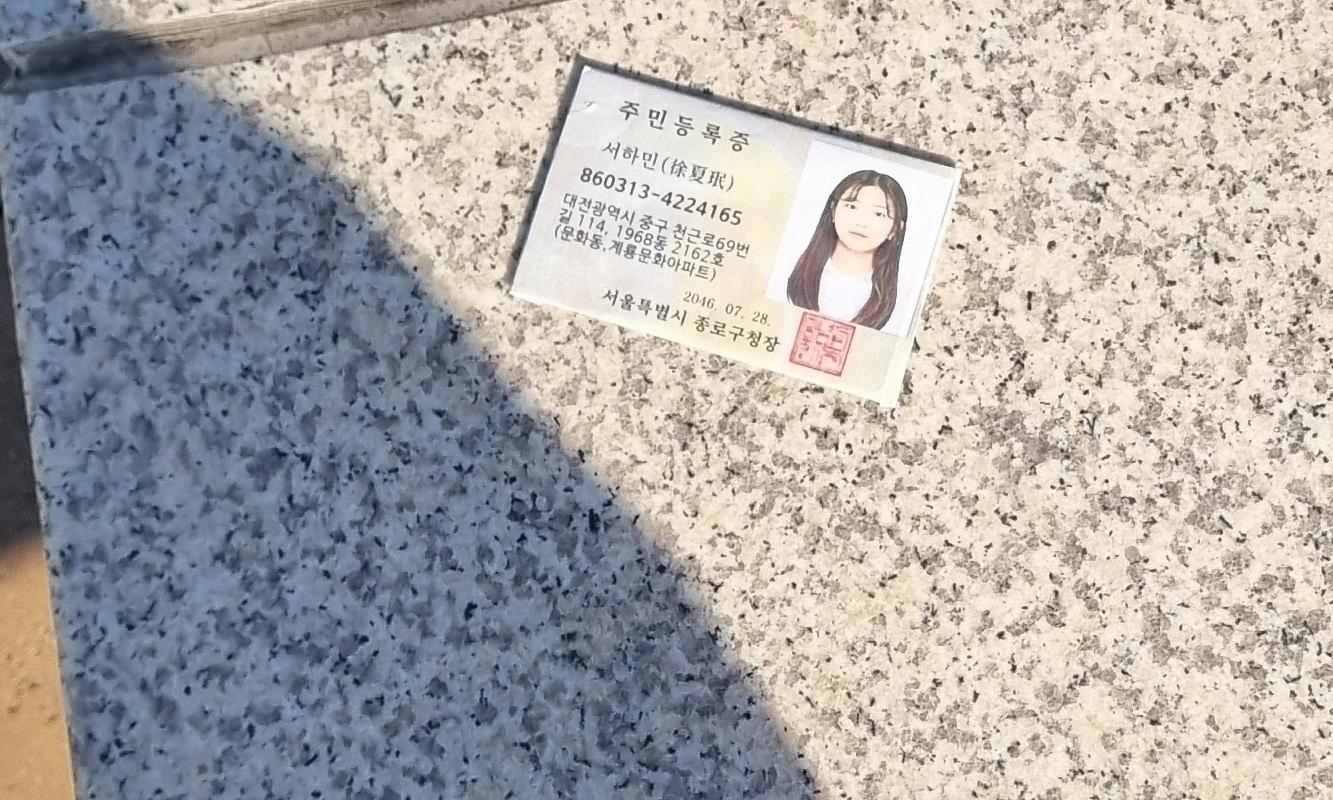 주민등록증
서하민(徐夏珉)
860313-4224165
대전광역시 중구 천근로69번
길 114, 1968동 2162호
(문화동,계룡문화아파트)
2046. 07. 28.
서울특별시 종로구청장